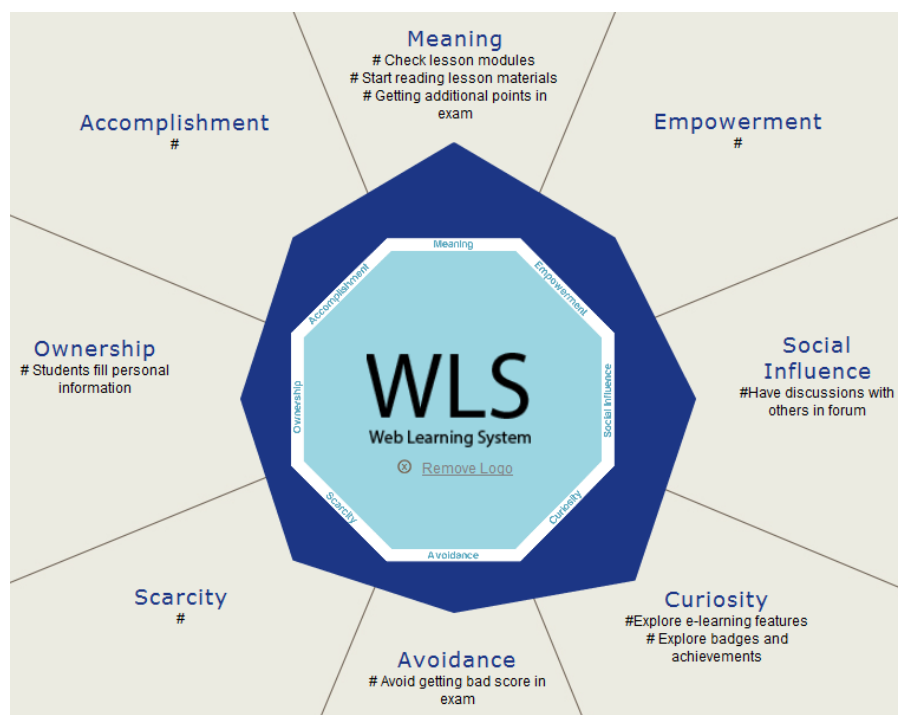 Meaning
# Check lesson modules
# Start reading lesson materials
# Getting additional points in
exam
Accomplishment
#
Empowerment
#
Ownership
# Students fill personal
information
Social
Influence
#Have discussions with
others in forum
Scarcity
#
Curiosity
#Explore e-learning features
# Explore badges and
achievements
Avoidance
# Avoid getting bad score in
exam
Meaning
Accomplishment
Empowerment
Ownership
Social Influence
Scarcity
Curiosity
Avoidance
WLS
Web Learning System
Remove Logo